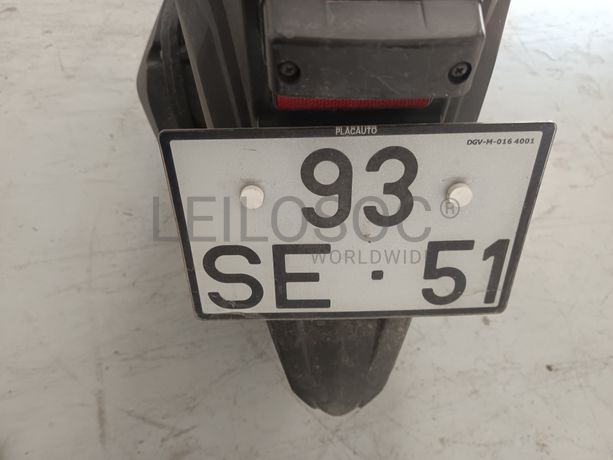 PLACAUTO
DGV-M-016 4001
93
LEILOSOC®
WORLDWIDE
SE · 51